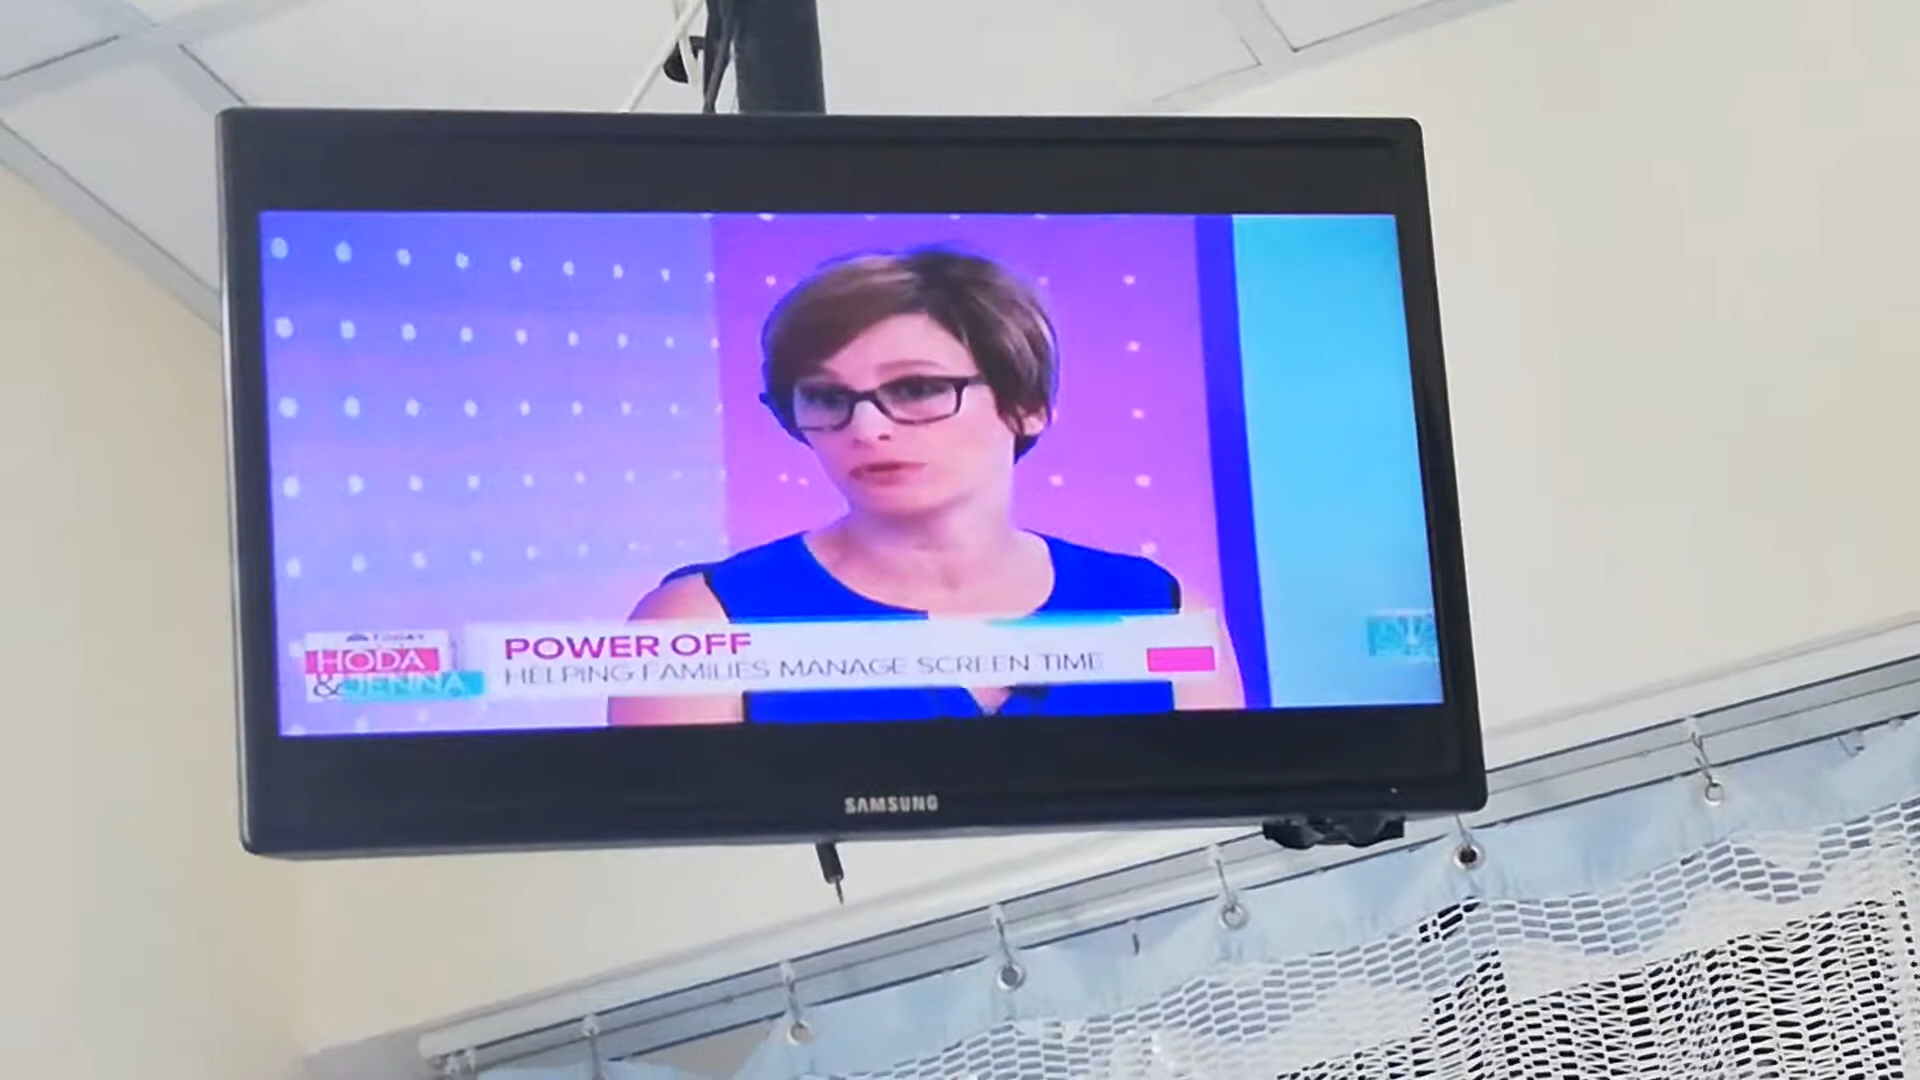 TODAY
HODA
&JENNA
POWER OFF
HELPING FAMILIES MANAGE SCREEN TIME
SAMSUNG